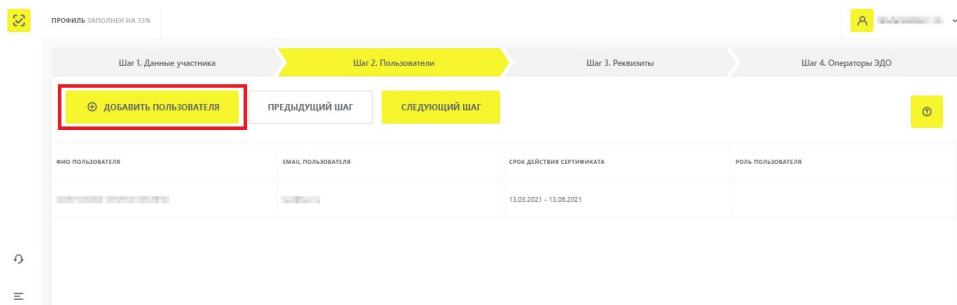 ПРОФИЛЬ ЗАПОЛНЕН НА 33%
Шаг 1. Данные участника
Шаг 2. Пользователи
Шаг 3. Реквизиты
Шаг 4. Операторы ЭДО
ДОБАВИТЬ ПОЛЬЗОВАТЕЛЯ
ПРЕДЫДУЩИЙ ШАГ
СЛЕДУЮЩИЙ ШАГ
ФИО ПОЛЬЗОВАТЕЛЯ
EMAIL ПОЛЬЗОВАТЕЛЯ
СРОК ДЕЙСТВИЯ СЕРТИФИКАТА
РОЛЬ ПОЛЬЗОВАТЕЛЯ
13.03.2021 - 13.06.2021